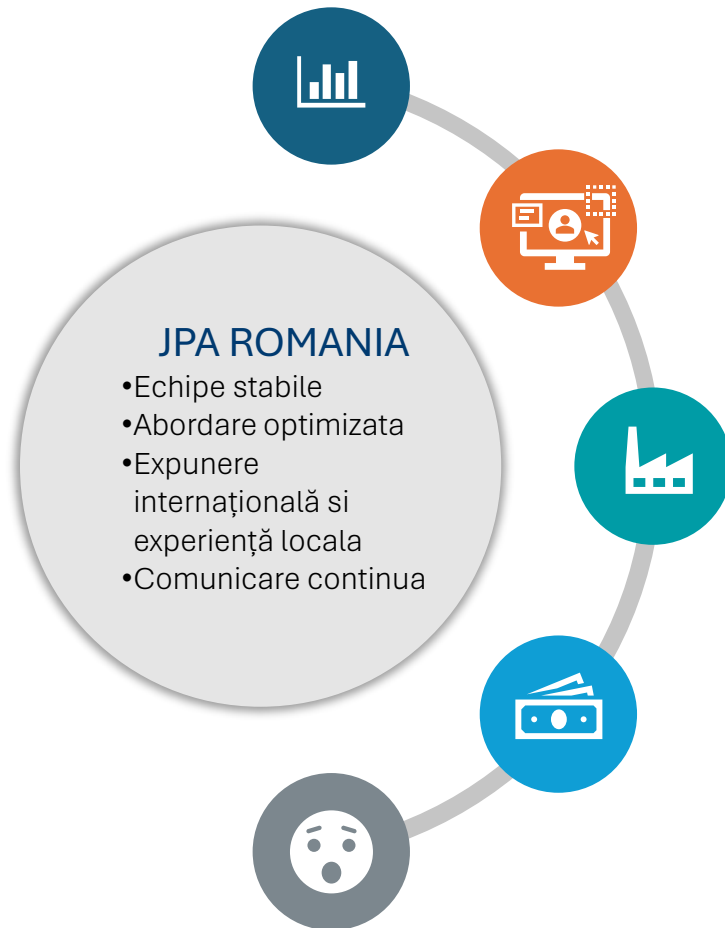 JPA ROMANIA
•Echipe stabile
•Abordare optimizata
•Expunere
internațională si
experiență locala
•Comunicare continua